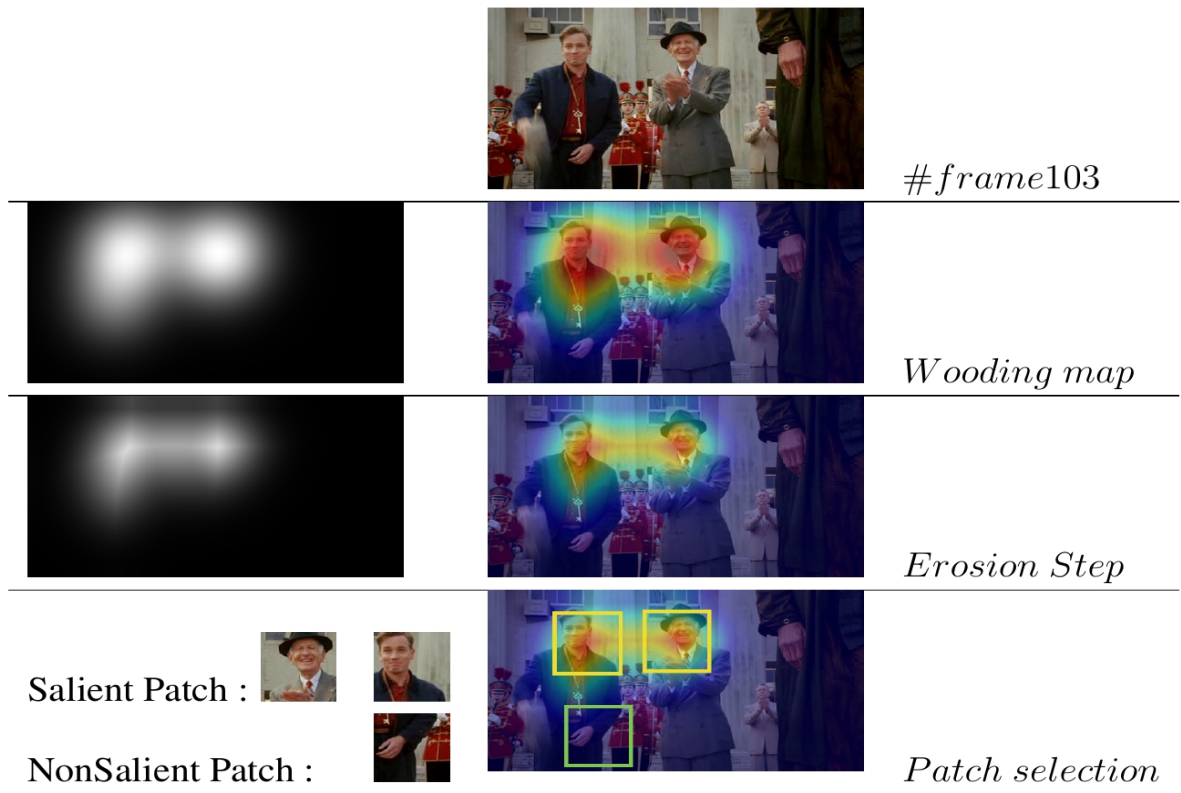 #frame103
Wooding map
Erosion Step
Salient Patch :
NonSalient Patch :
Patch selection